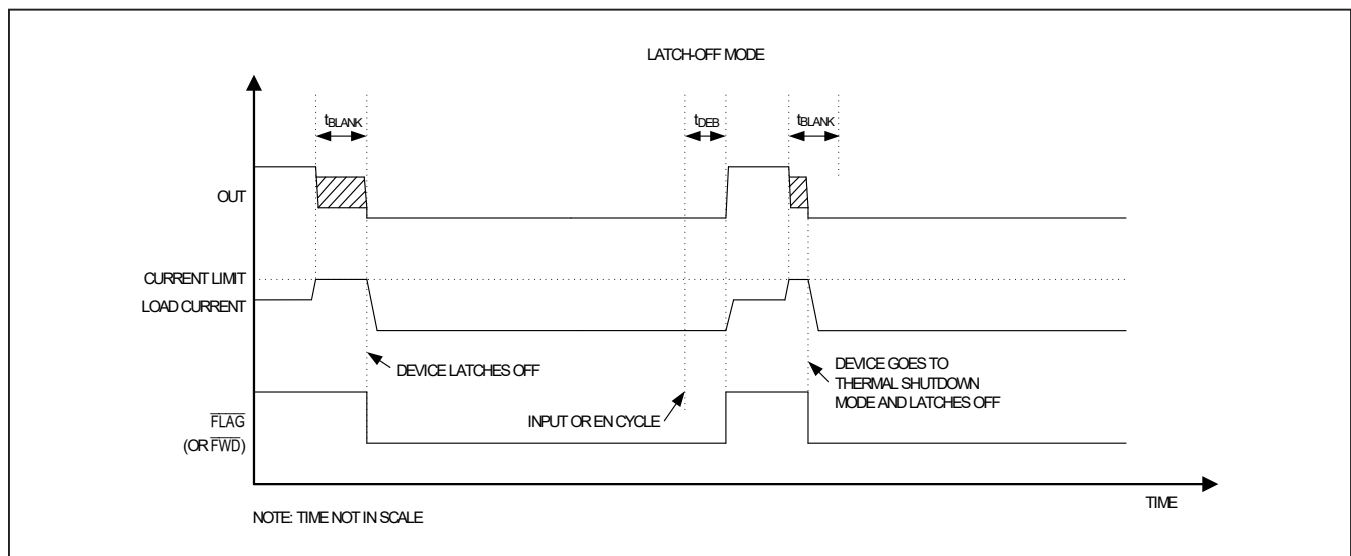 LATCH-OFF MODE
tBLANK
tDEB
tBLANK
OUT
CURRENT LIMIT
LOAD CURRENT
DEVICE LATCHES OFF
DEVICE GOES TO
THERMAL SHUTDOWN
MODE AND LATCHES OFF
INPUT OR EN CYCLE
FLAG
(OR FWD)
TIME
NOTE: TIME NOT IN SCALE